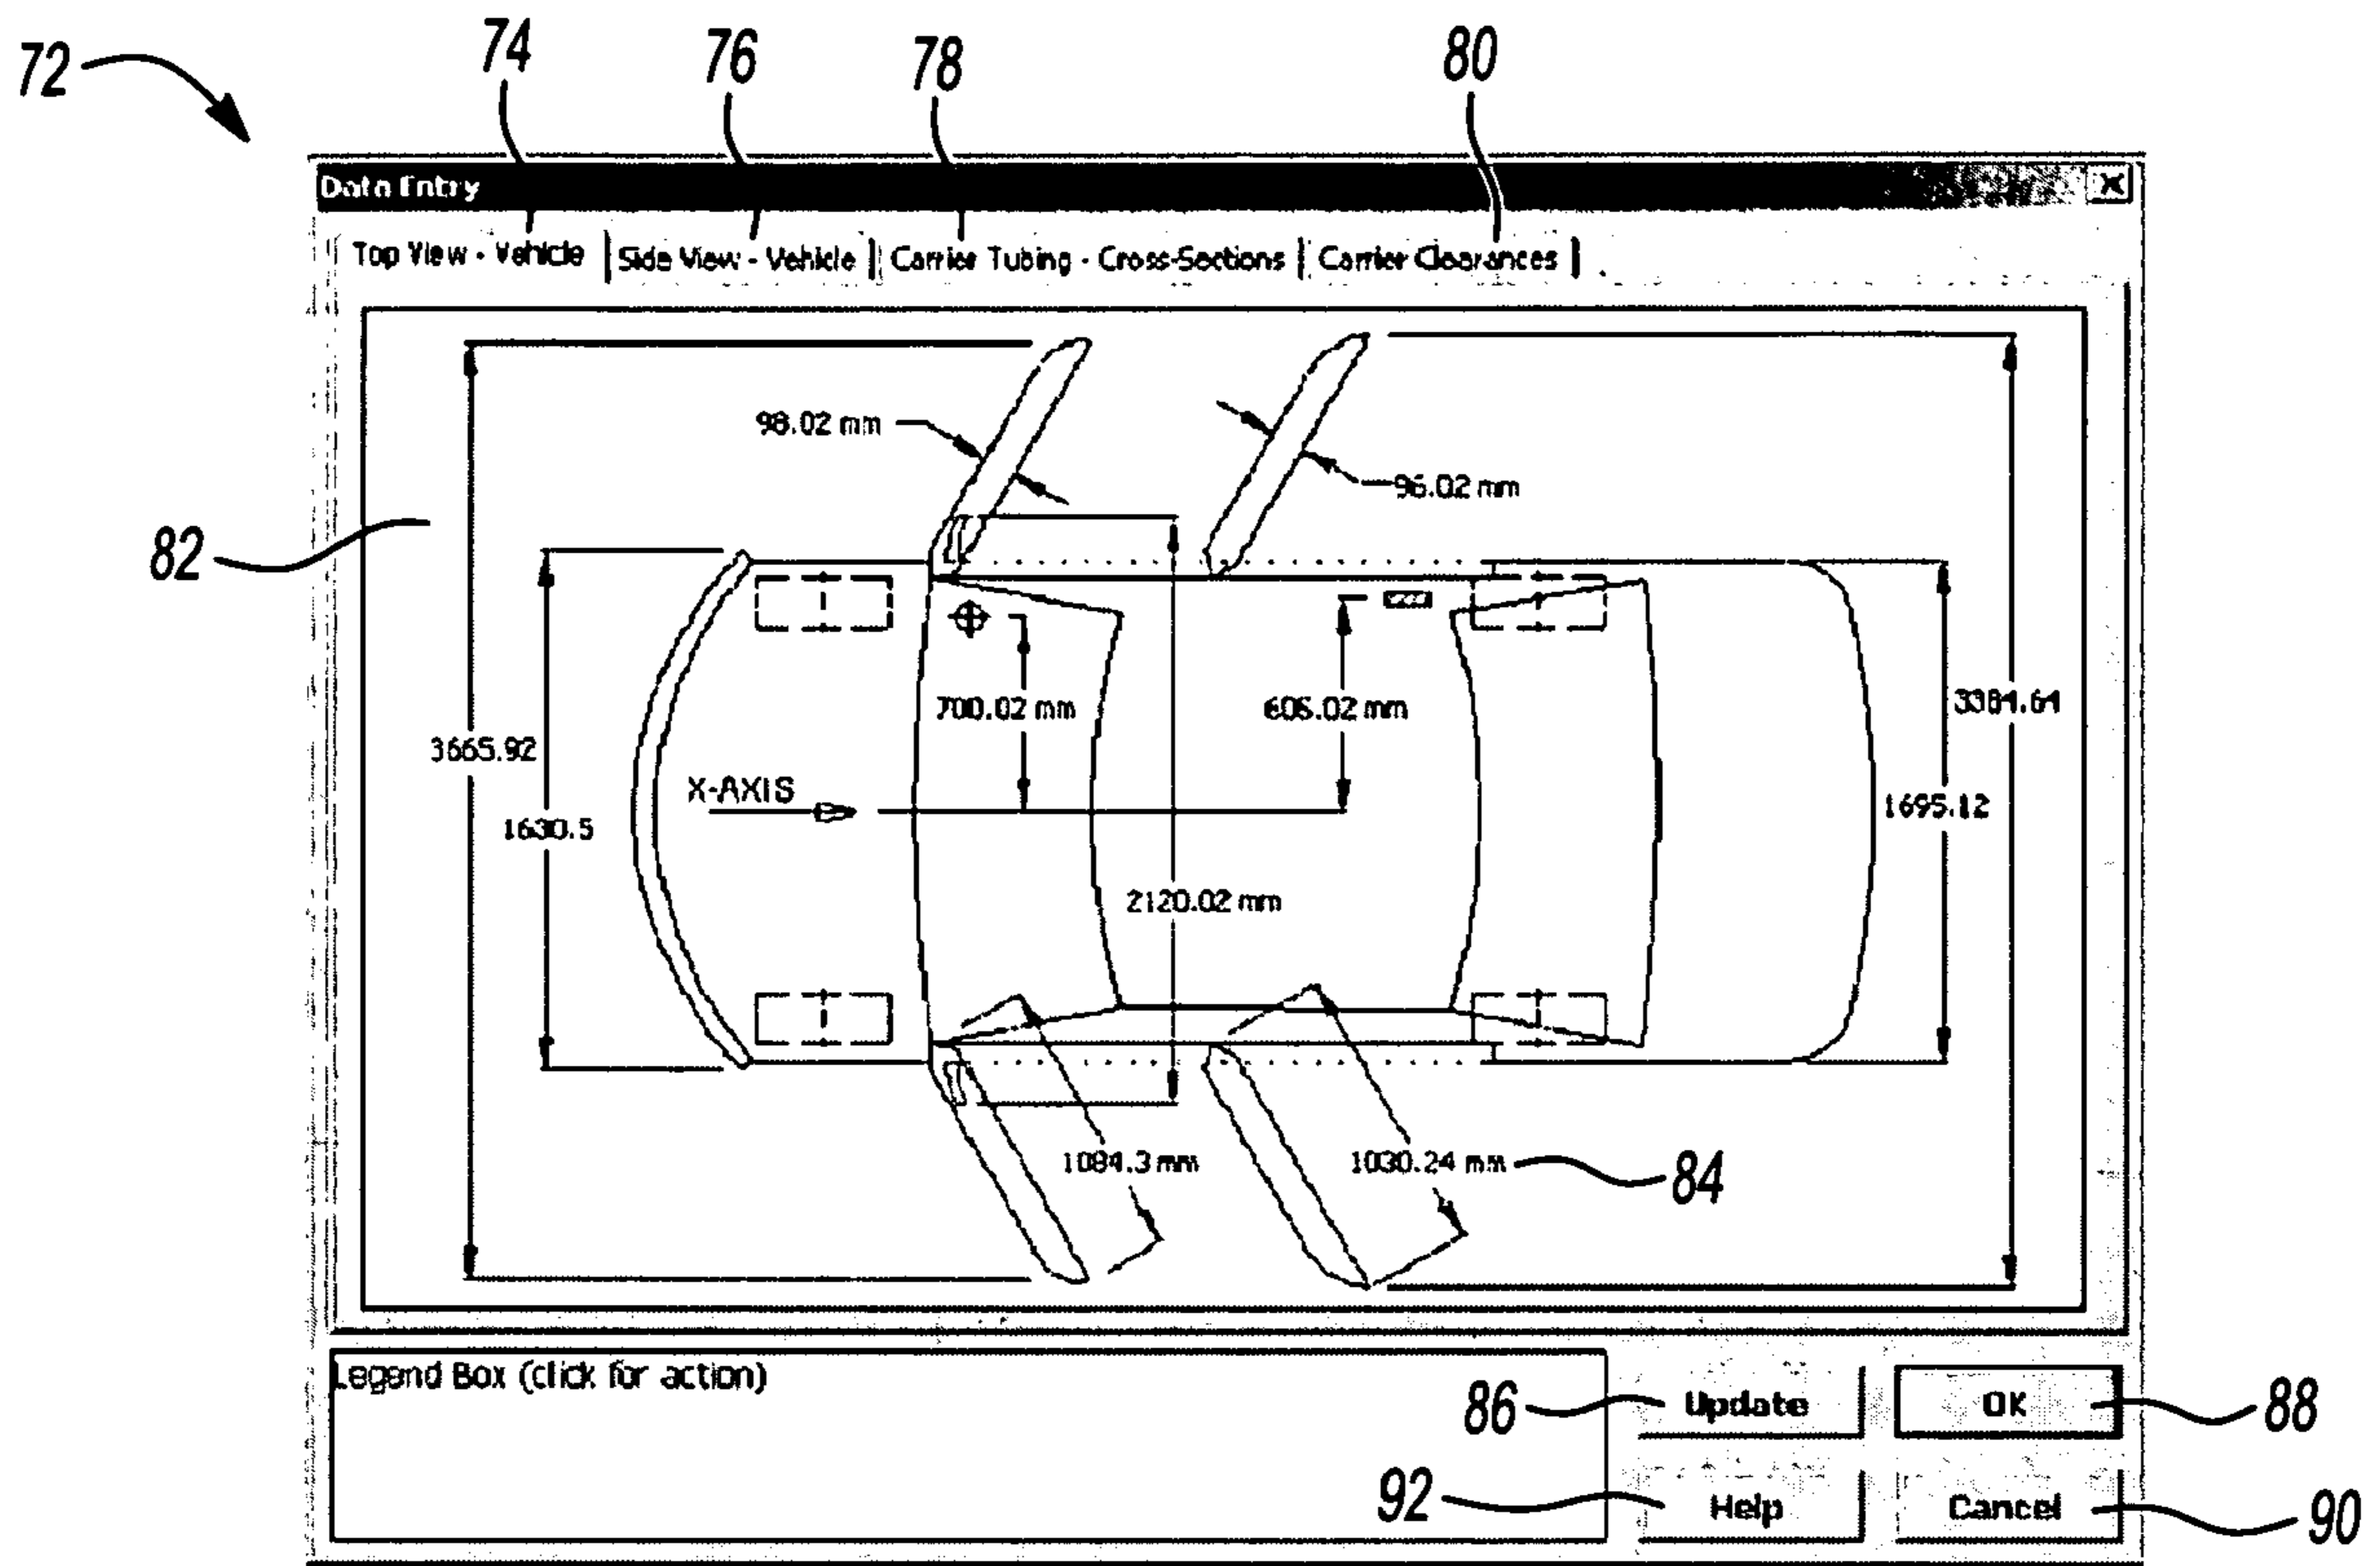 72
74
76
78
80
Data Entry
X
Top View - Vehicle
Side View - Vehicle
Carrier Tubing - Cross-Sections
Carrier Clearances
98.02 mm
96.02 mm
82
700.02 mm
606.02 mm
3384.64
3665.92
X-AXIS
1630.5
1695.12
2120.02 mm
1084.3 mm
1030.24 mm
84
Legend Box (click for action)
86
Update
OK
88
92
Help
Cancel
90